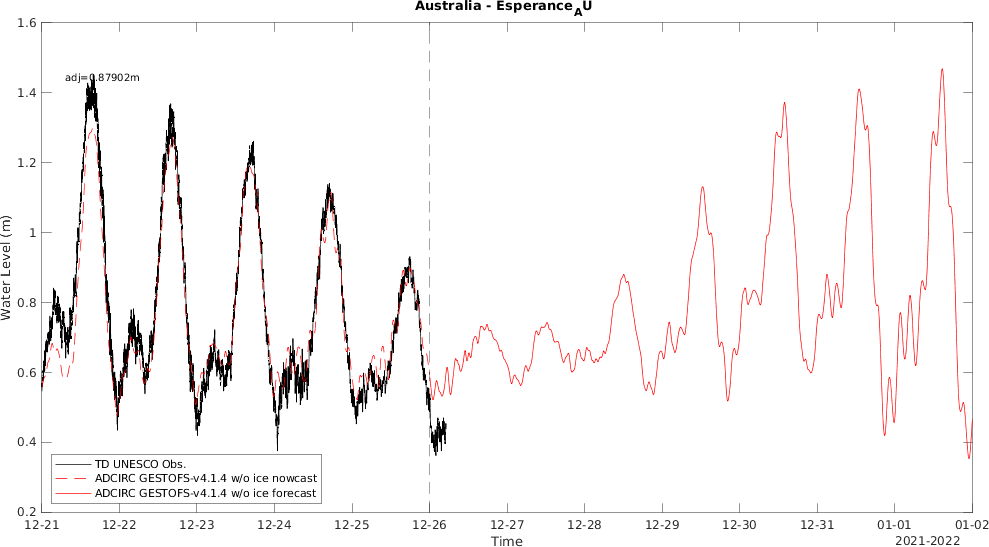 Australia - Esperance_AU
adj=0.87902m
Water Level (m)
1.6
1.4
1.2
1
0.8
0.6
0.4
0.2
TD UNESCO Obs.
ADCIRC GESTOFS-v4.1.4 w/o ice nowcast
ADCIRC GESTOFS-v4.1.4 w/o ice forecast
12-21 12-22 12-23 12-24 12-25 12-26 12-27 12-28 12-29 12-30 12-31 01-01 01-02
Time
2021-2022